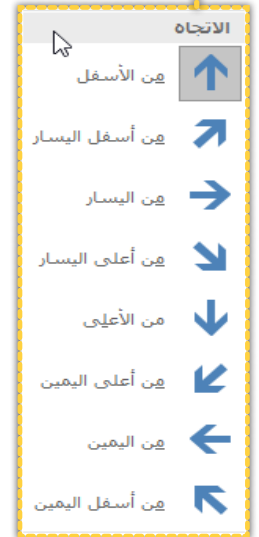 الاتجاه
من الأسفل
من أسفل اليسار
من اليسار
من أعلى اليسار
من الأعلى
من أعلى اليمين
من اليمين
من أسفل اليمين